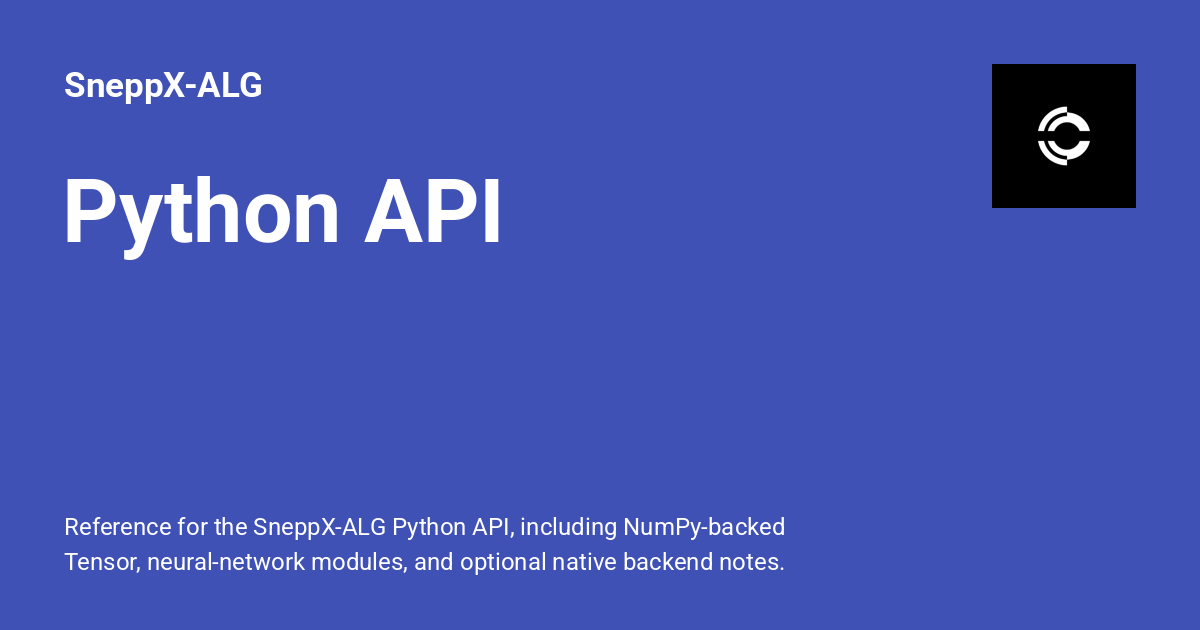 SneppX-ALG
Python API
Reference for the SneppX-ALG Python API, including NumPy-backed
Tensor, neural-network modules, and optional native backend notes.